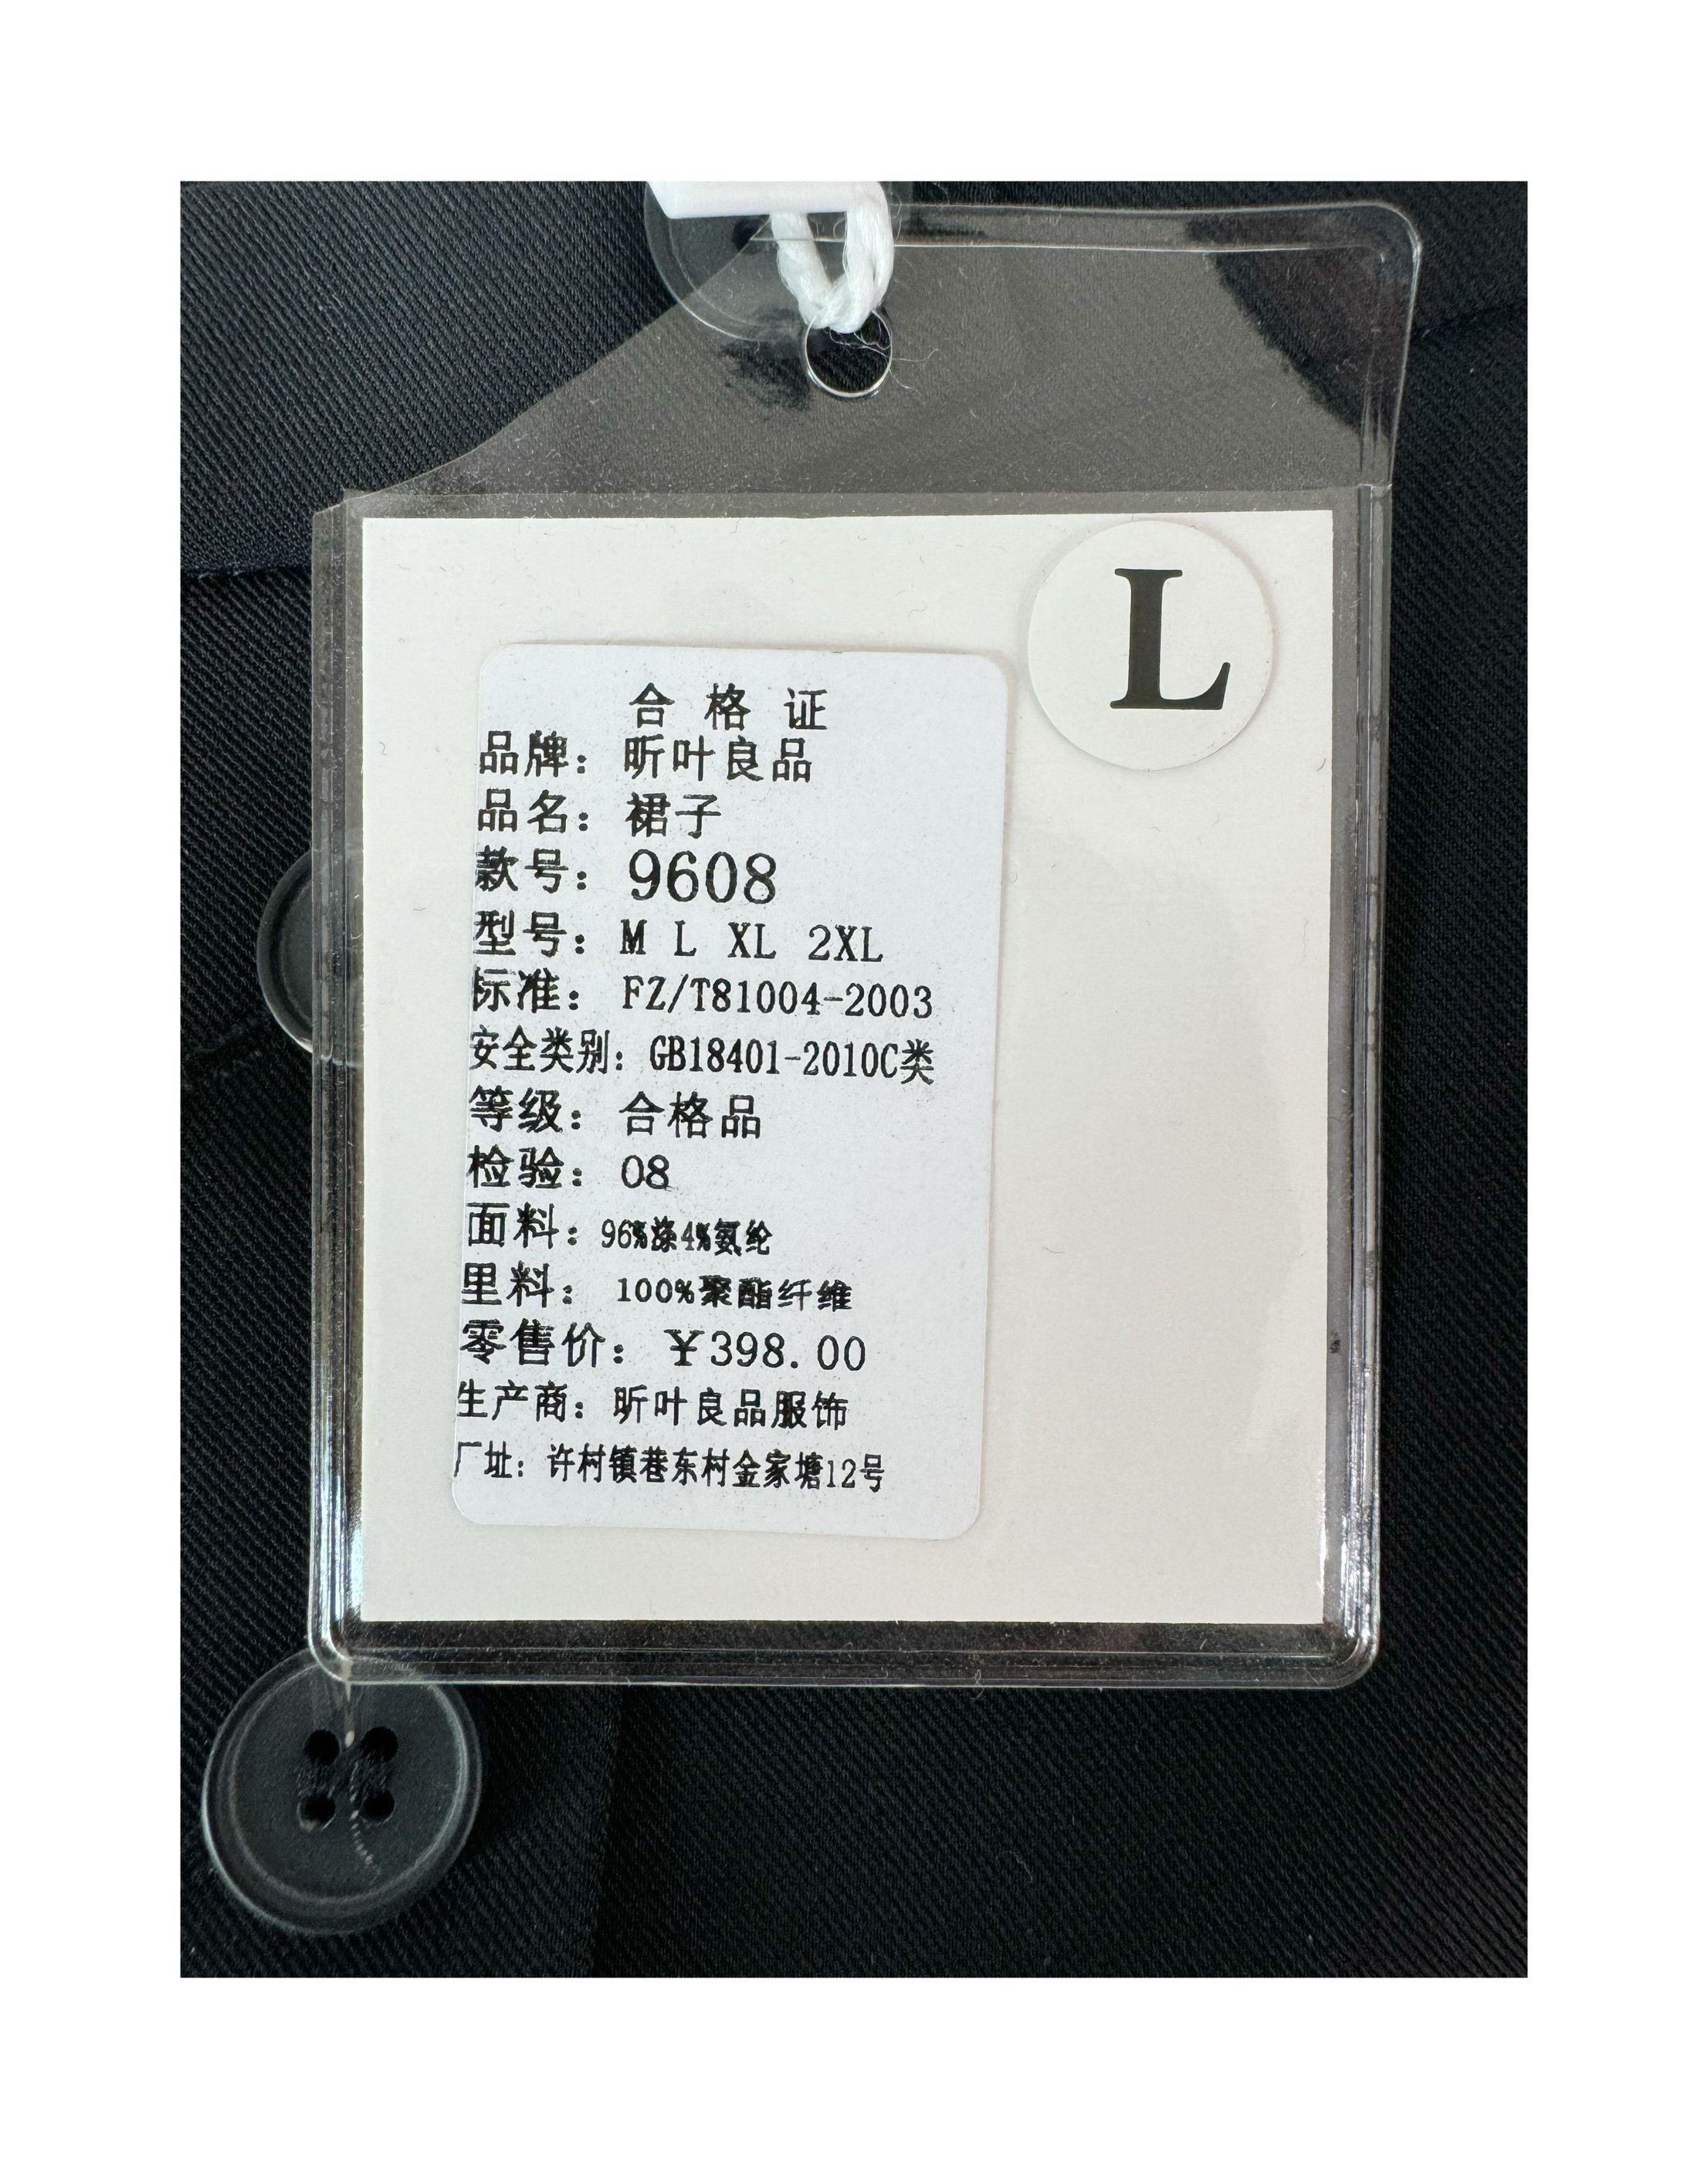 L
合格证
品牌：昕叶良品
品名：裙子
款号：9608
型号：M L XL 2XL
标准：FZ/T81004-2003
安全类别：GB18401-2010C类
等级：合格品
检验：08
面料：96%涤4%氨纶
里料：100%聚酯纤维
零售价：￥398.00
生产商：昕叶良品服饰
厂址：许村镇巷东村金家塘12号